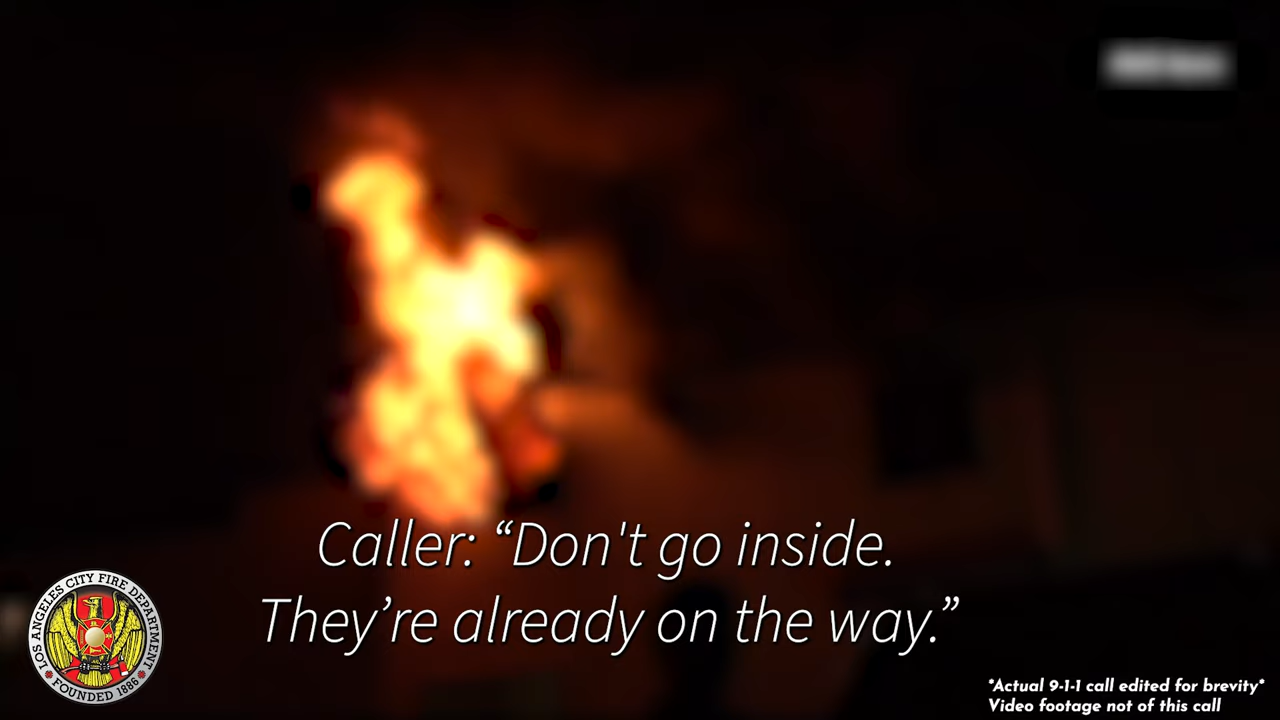 Caller: “Don't go inside.
They’re already on the way.”
LOS ANGELES CITY FIRE DEPARTMENT
FOUNDED 1886
*Actual 9-1-1 call edited for brevity*
Video footage not of this call